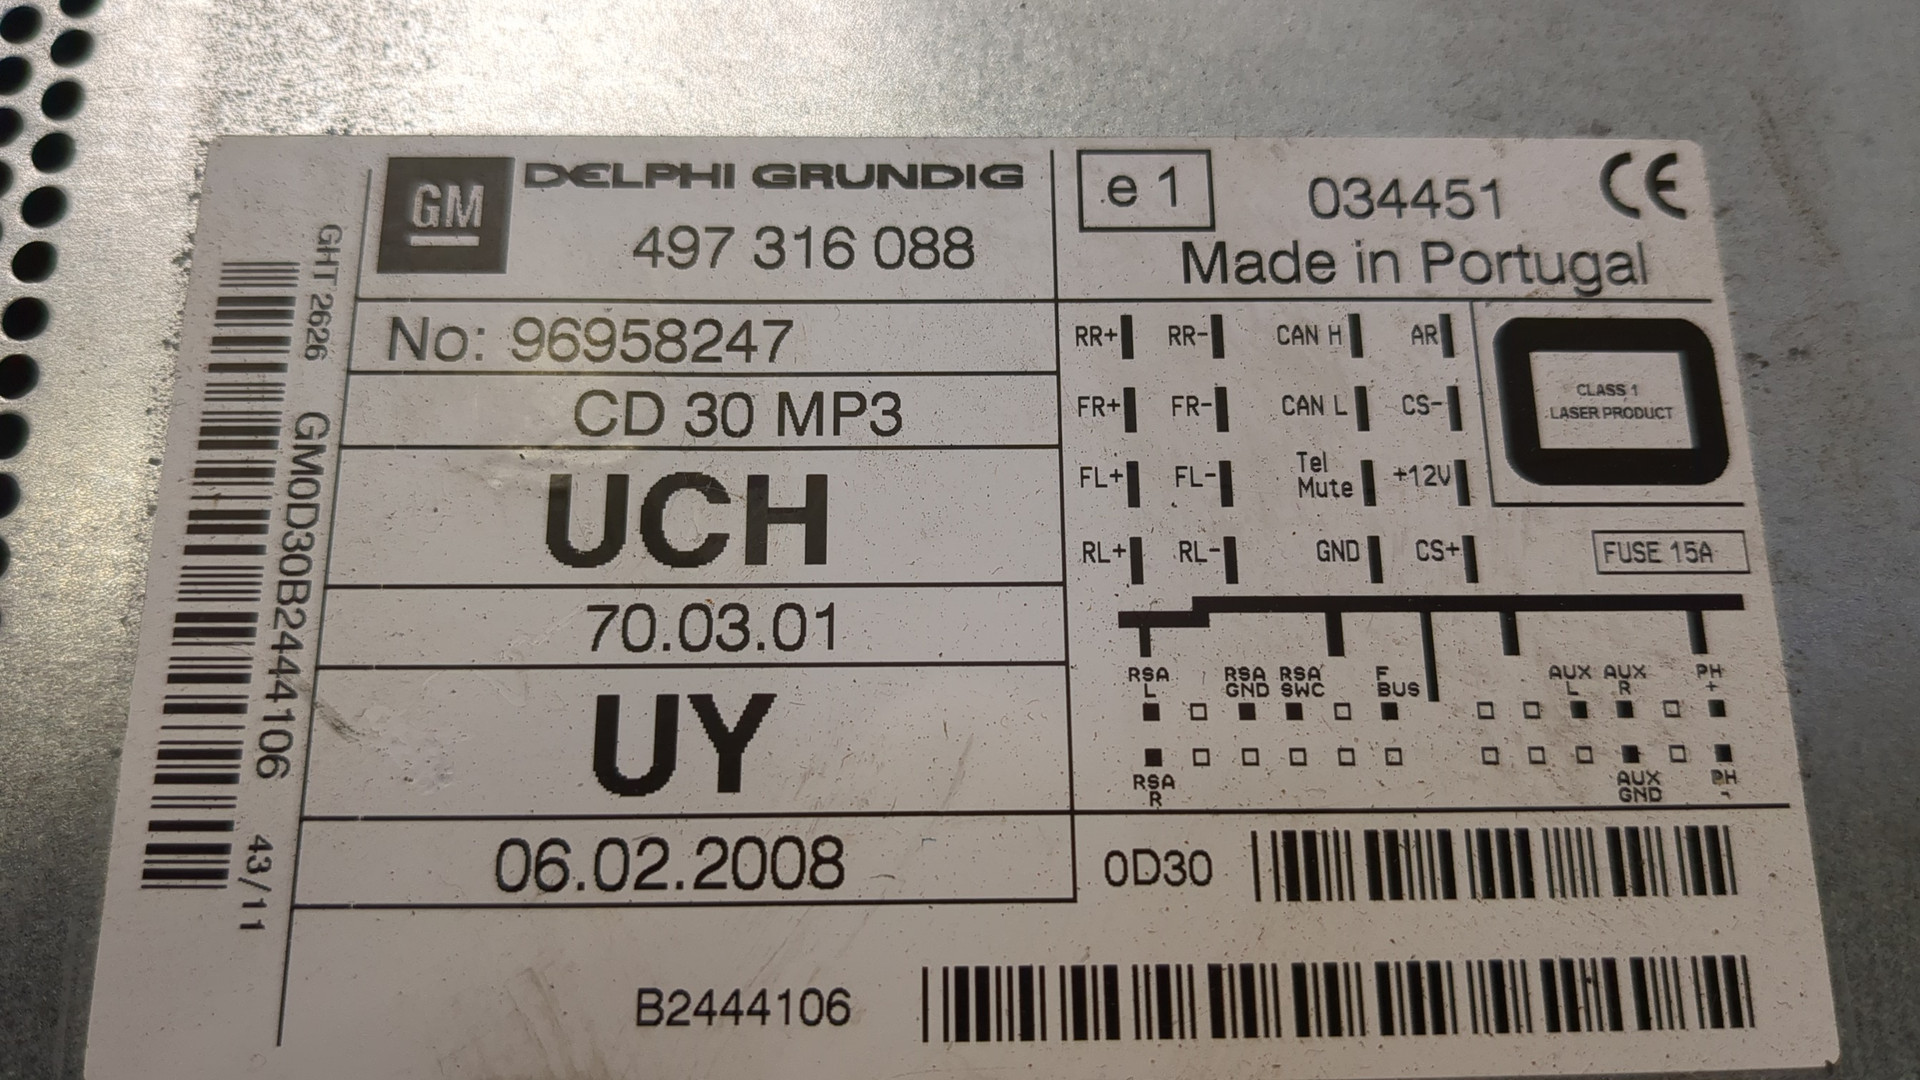 GM
DELPHI GRUNDIG
497 316 088
No: 96958247
CD 30 MP3
UCH
70.03.01
UY
06.02.2008
B2444106
GHT 2626 GM0D30B2444106 43/11
e1 034451 CE
Made in Portugal
RR+ RR- CAN H AR
FR+ FR- CAN L CS-
FL+ FL- Tel Mute +12V
RL+ RL- GND CS+
CLASS 1
LASER PRODUCT
FUSE 15A
RSA RSA RSA F AUX AUX PH
L GND SWC BUS L R +
RSA AUX PH
R GND -
0D30